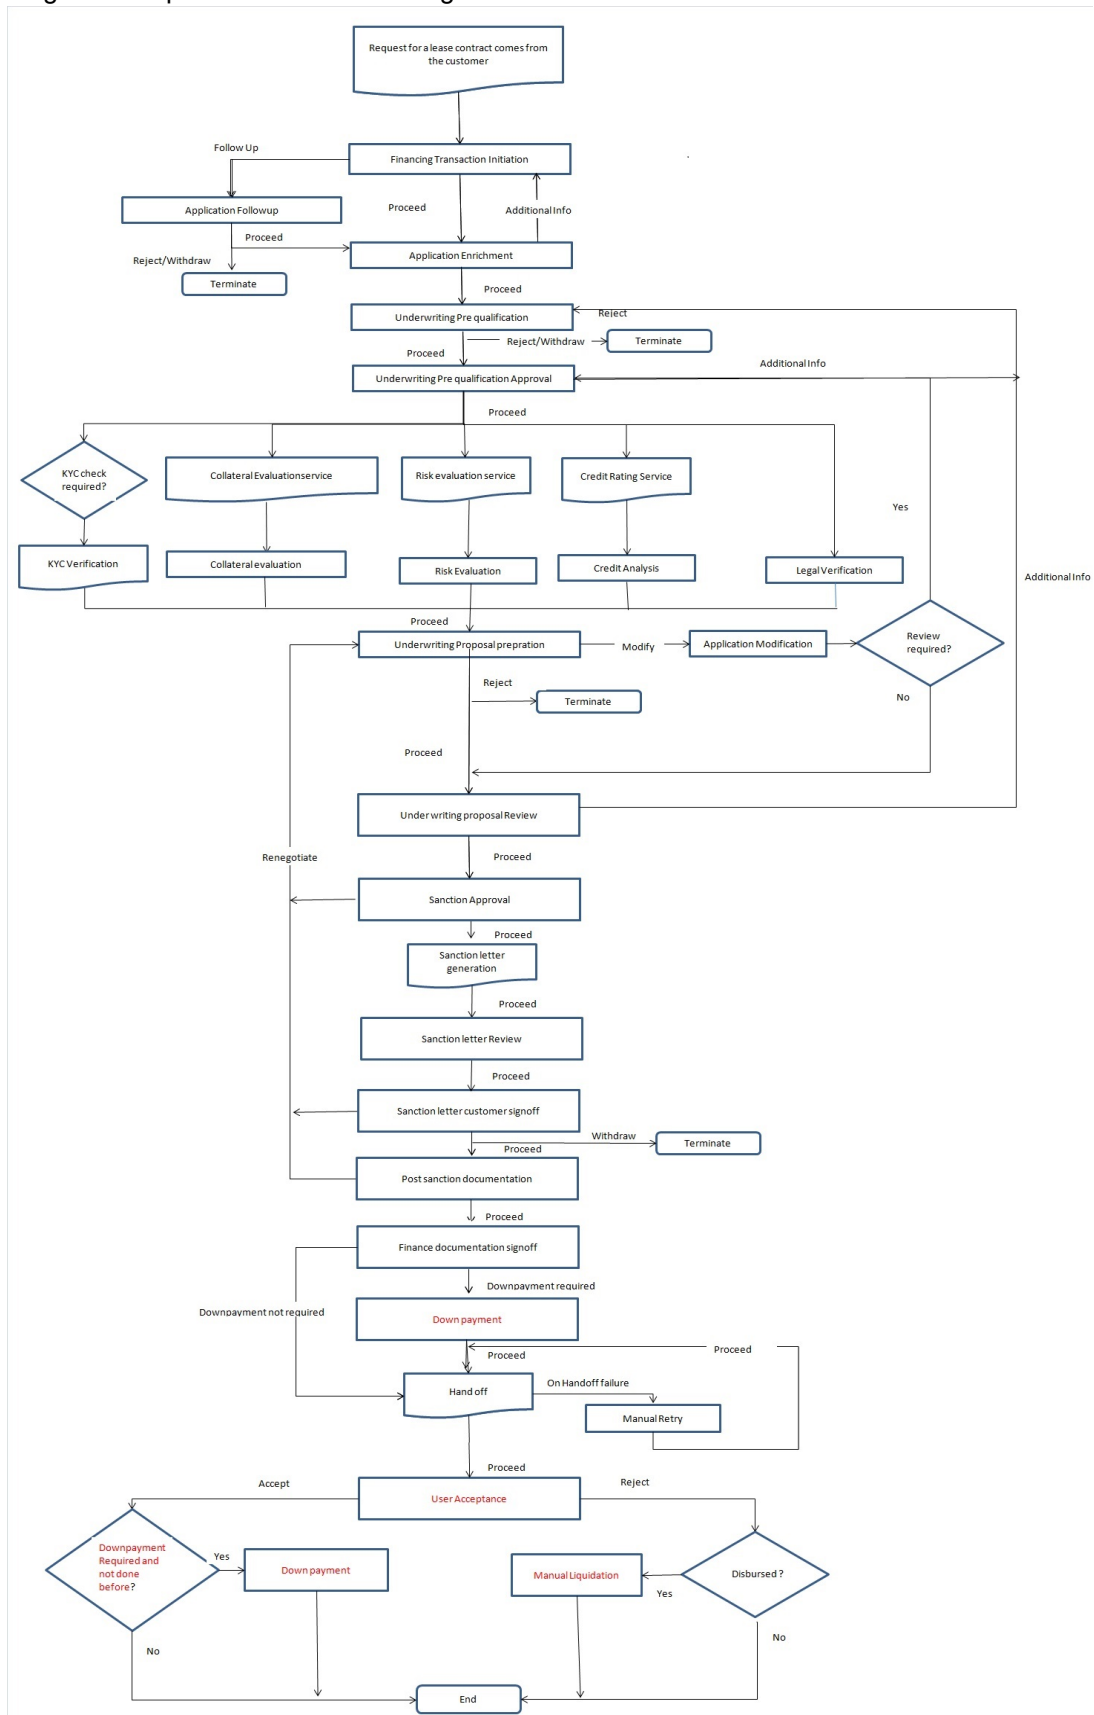 Request for a lease contract comes from
the customer
Follow Up
Financing Transaction Initiation
Proceed
Additional Info
Application Followup
Proceed
Application Enrichment
Reject/Withdraw
Terminate
Proceed
Underwriting Pre qualification
Reject
Reject/Withdraw
Terminate
Proceed
Additional Info
Underwriting Pre qualification Approval
Proceed
KYC check
required?
Collateral Evaluation service
Risk evaluation service
Credit Rating Service
Yes
KYC Verification
Collateral evaluation
Risk Evaluation
Credit Analysis
Legal Verification
Additional Info
Proceed
Underwriting Proposal prepration
Modify
Application Modification
Review
required?
Reject
Terminate
No
Proceed
Under writing proposal Review
Renegotiate
Proceed
Sanction Approval
Proceed
Sanction letter
generation
Proceed
Sanction letter Review
Proceed
Sanction letter customer signoff
Withdraw
Terminate
Proceed
Post sanction documentation
Proceed
Finance documentation signoff
Downpayment required
Downpayment not required
Down payment
Proceed
Proceed
Hand off
On Handoff failure
Manual Retry
Proceed
Accept
User Acceptance
Reject
Downpayment
Required and
not done
before?
Yes
Down payment
Manual Liquidation
Yes
Disbursed ?
No
No
End